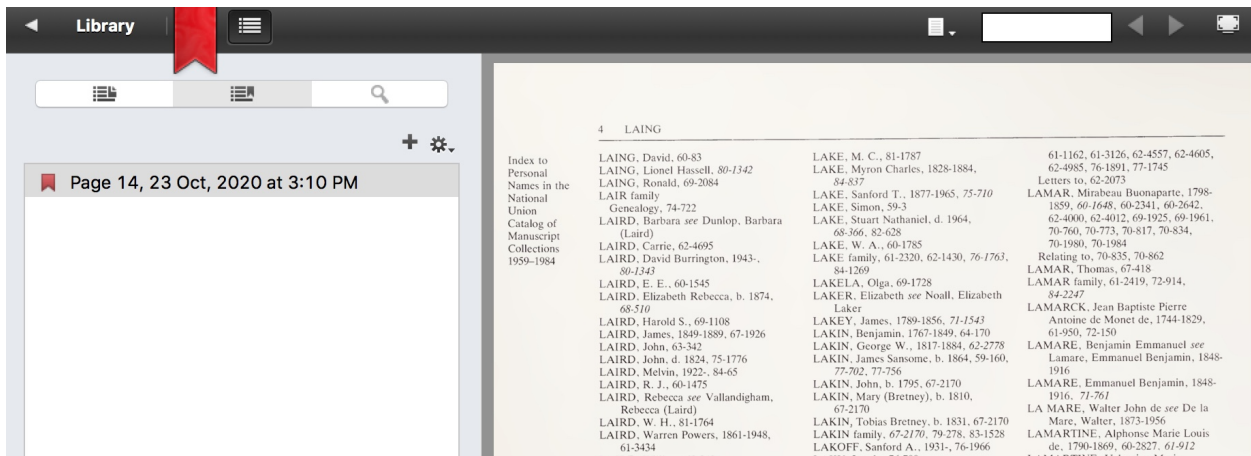 Library
Page 14, 23 Oct, 2020 at 3:10 PM
4 LAING
Index to
Personal
Names in the
National
Union
Catalog of
Manuscript
Collections
1959–1984
LAING, David, 60-83
LAING, Lionel Hassell, 80-1342
LAING, Ronald, 69-2084
LAIR family
Genealogy, 74-722
LAIRD, Barbara see Dunlop, Barbara
(Laird)
LAIRD, Carrie, 62-4695
LAIRD, David Burrington, 1943-,
80-1343
LAIRD, E. E., 60-1545
LAIRD, Elizabeth Rebecca, b. 1874,
68-510
LAIRD, Harold S., 69-1108
LAIRD, James, 1849-1889, 67-1926
LAIRD, John, 63-342
LAIRD, John, d. 1824, 75-1776
LAIRD, Melvin, 1922-, 84-65
LAIRD, R. J., 60-1475
LAIRD, Rebecca see Vallandigham,
Rebecca (Laird)
LAIRD, W. H., 81-1764
LAIRD, Warren Powers, 1861-1948,
61-3434
LAKE, M. C., 81-1787
LAKE, Myron Charles, 1828-1884,
84-837
LAKE, Sanford T., 1877-1965, 75-710
LAKE, Simon, 59-3
LAKE, Stuart Nathaniel, d. 1964,
68-366, 82-628
LAKE, W. A., 60-1785
LAKE family, 61-2320, 62-1430, 76-1763,
84-1269
LAKELA, Olga, 69-1728
LAKER, Elizabeth see Noall, Elizabeth
Laker
LAKEY, James, 1789-1856, 71-1543
LAKIN, Benjamin, 1767-1849, 64-170
LAKIN, George W., 1817-1884, 62-2778
LAKIN, James Sansome, b. 1864, 59-160,
77-702, 77-756
LAKIN, John, b. 1795, 67-2170
LAKIN, Mary (Bretney), b. 1810,
67-2170
LAKIN, Tobias Bretney, b. 1831, 67-2170
LAKIN family, 67-2170, 79-278, 83-1528
LAKOFF, Sanford A., 1931-, 76-1966
61-1162, 61-3126, 62-4557, 62-4605,
62-4985, 76-1891, 77-1745
Letters to, 62-2073
LAMAR, Mirabeau Buonaparte, 1798-
1859, 60-1648, 60-2341, 60-2642,
62-4000, 62-4012, 69-1925, 69-1961,
70-760, 70-773, 70-817, 70-834,
70-1980, 70-1984
Relating to, 70-835, 70-862
LAMAR, Thomas, 67-418
LAMAR family, 61-2419, 72-914,
84-2247
LAMARCK, Jean Baptiste Pierre
Antoine de Monet de, 1744-1829,
61-950, 72-150
LAMARE, Benjamin Emmanuel see
Lamare, Emmanuel Benjamin, 1848-
1916
LAMARE, Emmanuel Benjamin, 1848-
1916, 71-761
LA MARE, Walter John de see De la
Mare, Walter, 1873-1956
LAMARTINE, Alphonse Marie Louis
de, 1790-1869, 60-2827, 61-912